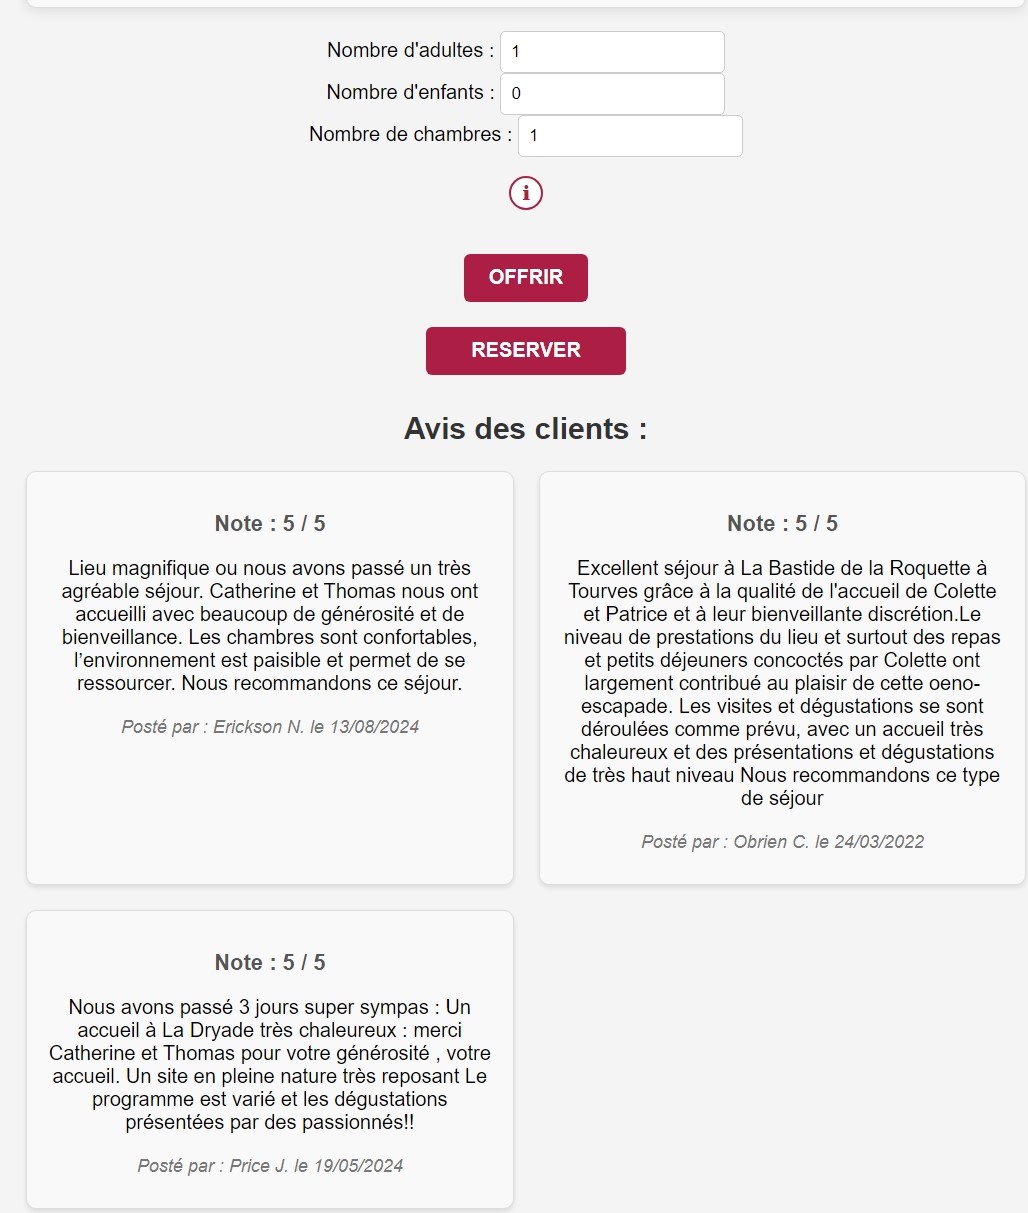 Nombre d'adultes : 1
Nombre d'enfants : 0
Nombre de chambres : 1
i
OFFRIR
RESERVER
Avis des clients :
Note : 5 / 5
Lieu magnifique ou nous avons passé un très
agréable séjour. Catherine et Thomas nous ont
accueilli avec beaucoup de générosité et de
bienveillance. Les chambres sont confortables,
l’environnement est paisible et permet de se
ressourcer. Nous recommandons ce séjour.
Posté par : Erickson N. le 13/08/2024
Note : 5 / 5
Excellent séjour à La Bastide de la Roquette à
Tourves grâce à la qualité de l'accueil de Colette
et Patrice et à leur bienveillante discrétion.Le
niveau de prestations du lieu et surtout des repas
et petits déjeuners concoctés par Colette ont
largement contribué au plaisir de cette oeno-
escapade. Les visites et dégustations se sont
déroulées comme prévu, avec un accueil très
chaleureux et des présentations et dégustations
de très haut niveau Nous recommandons ce type
de séjour
Posté par : Obrien C. le 24/03/2022
Note : 5 / 5
Nous avons passé 3 jours super sympas : Un
accueil à La Dryade très chaleureux : merci
Catherine et Thomas pour votre générosité , votre
accueil. Un site en pleine nature très reposant Le
programme est varié et les dégustations
présentées par des passionnés!!
Posté par : Price J. le 19/05/2024